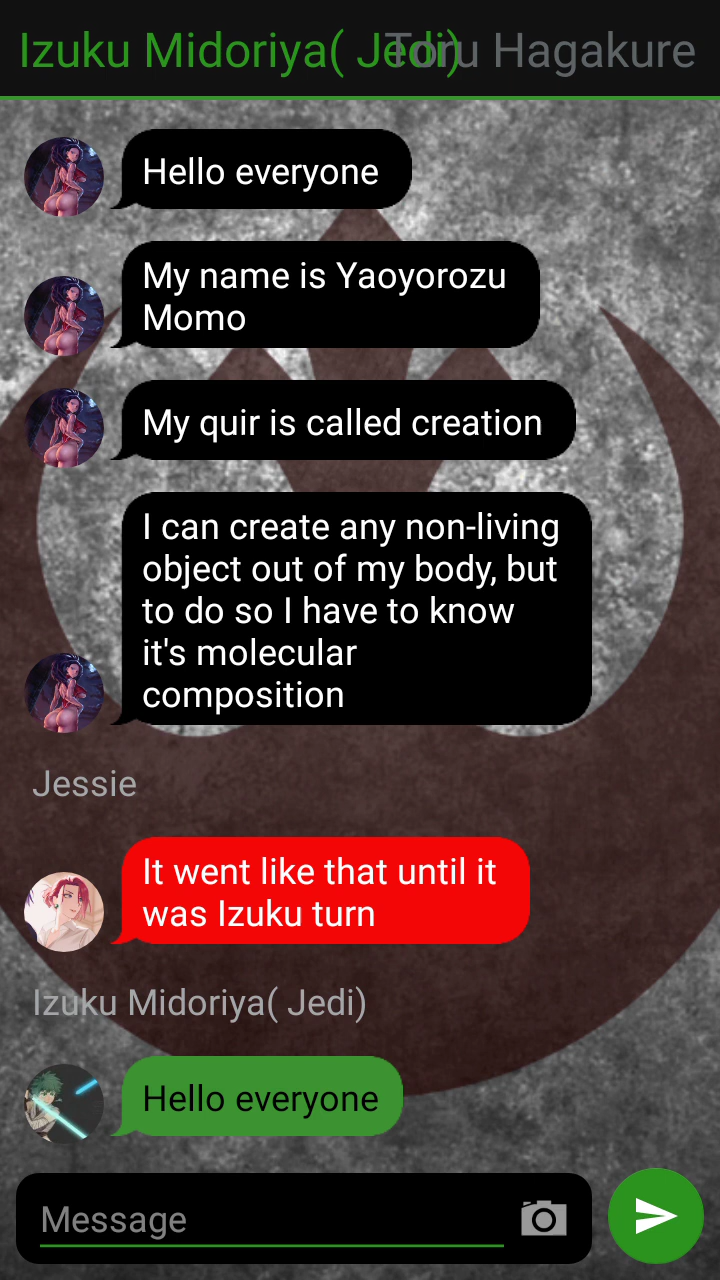 Izuku Midoriya( Jedi)
Toru Hagakure
Hello everyone
My name is Yaoyorozu
Momo
My quir is called creation
I can create any non-living
object out of my body, but
to do so I have to know
it's molecular
composition
Jessie
It went like that until it
was Izuku turn
Izuku Midoriya( Jedi)
Hello everyone
Message